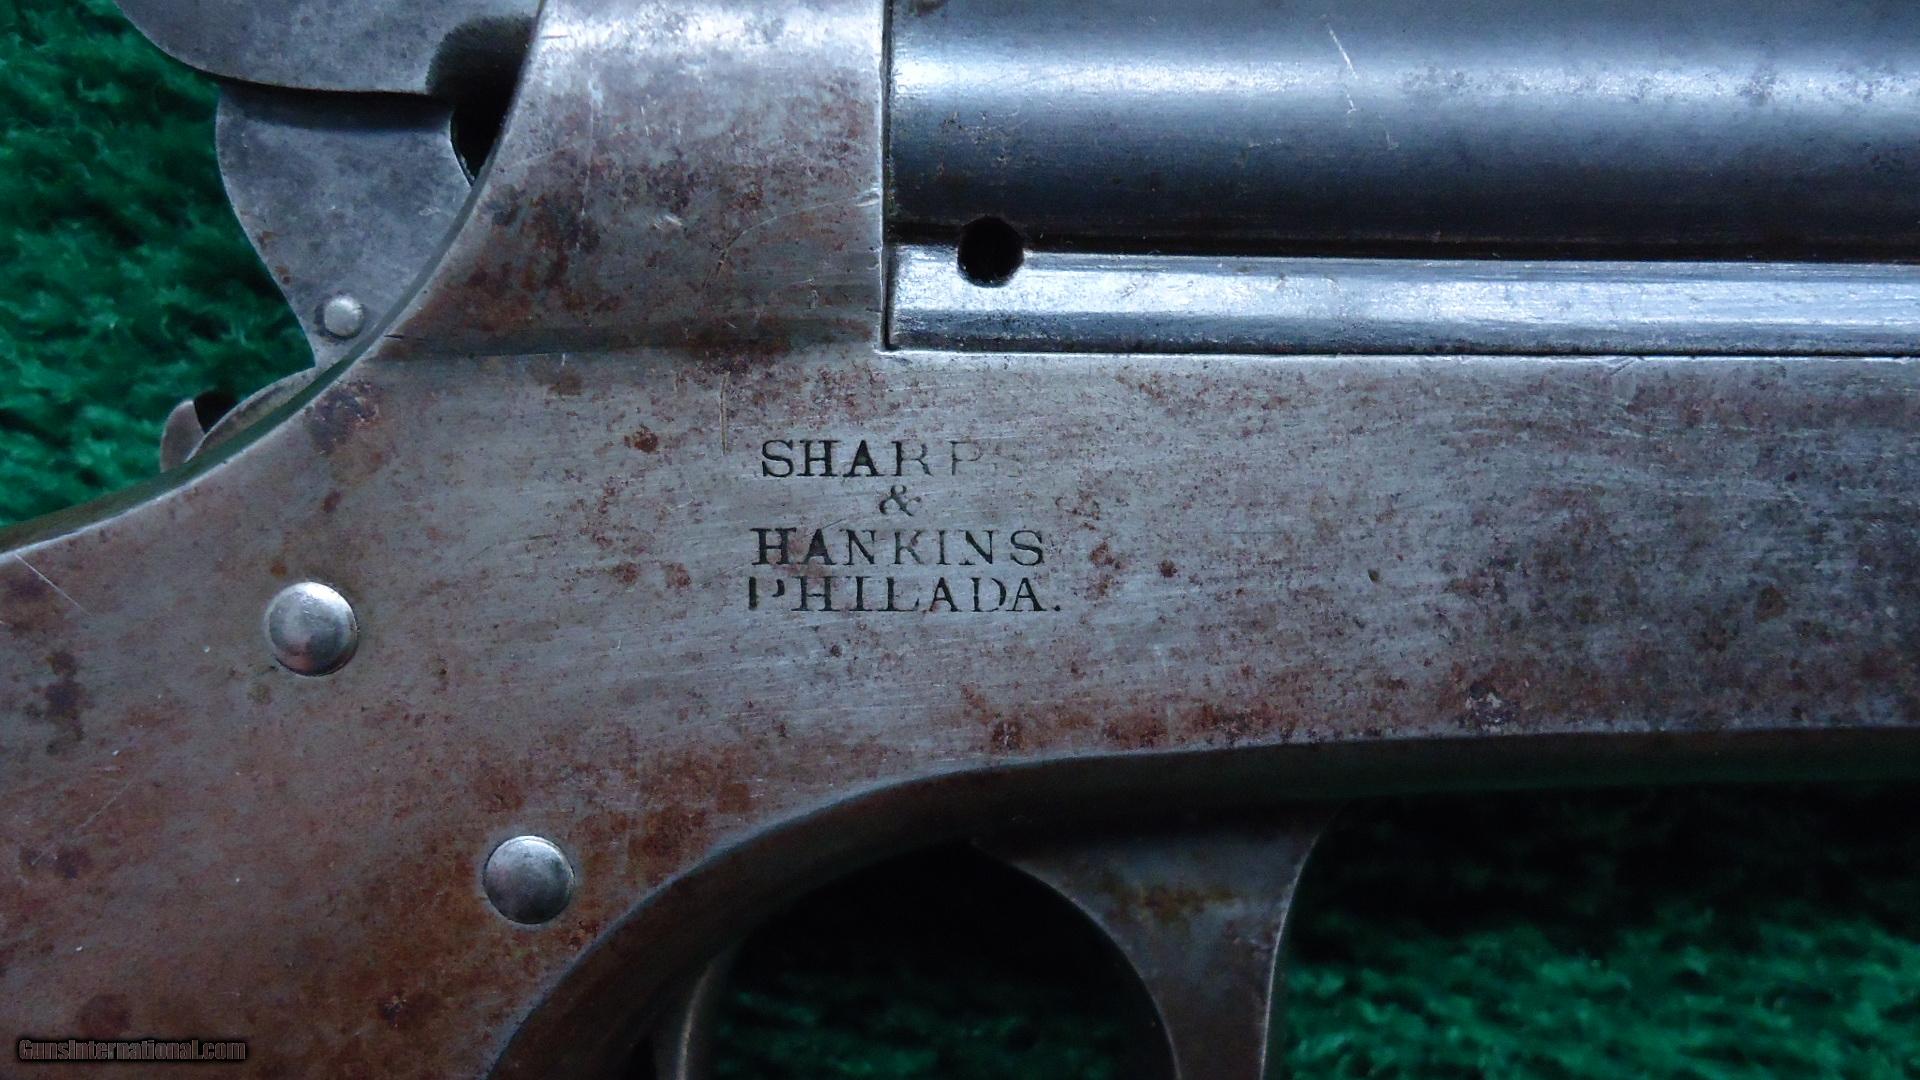 SHARPS
&
HANKINS
PHILADA.
GunsInternational.com